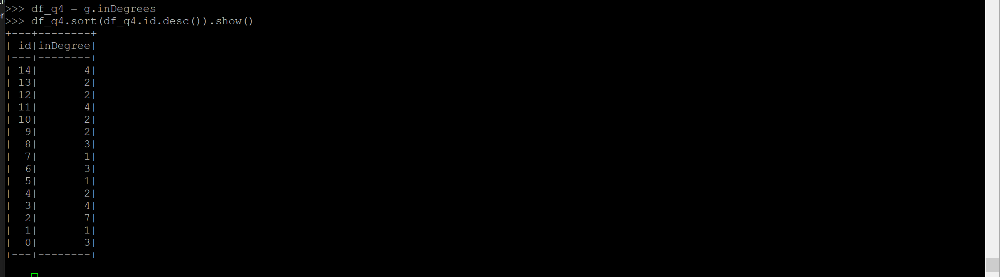 >>> df_q4 = g.inDegrees
>>> df_q4.sort(df_q4.id.desc()).show()
+---+--------+
| id|inDegree|
+---+--------+
| 14|       4|
| 13|       2|
| 12|       2|
| 11|       4|
| 10|       2|
|  9|       2|
|  8|       3|
|  7|       1|
|  6|       3|
|  5|       1|
|  4|       2|
|  3|       4|
|  2|       7|
|  1|       1|
|  0|       3|
+---+--------+